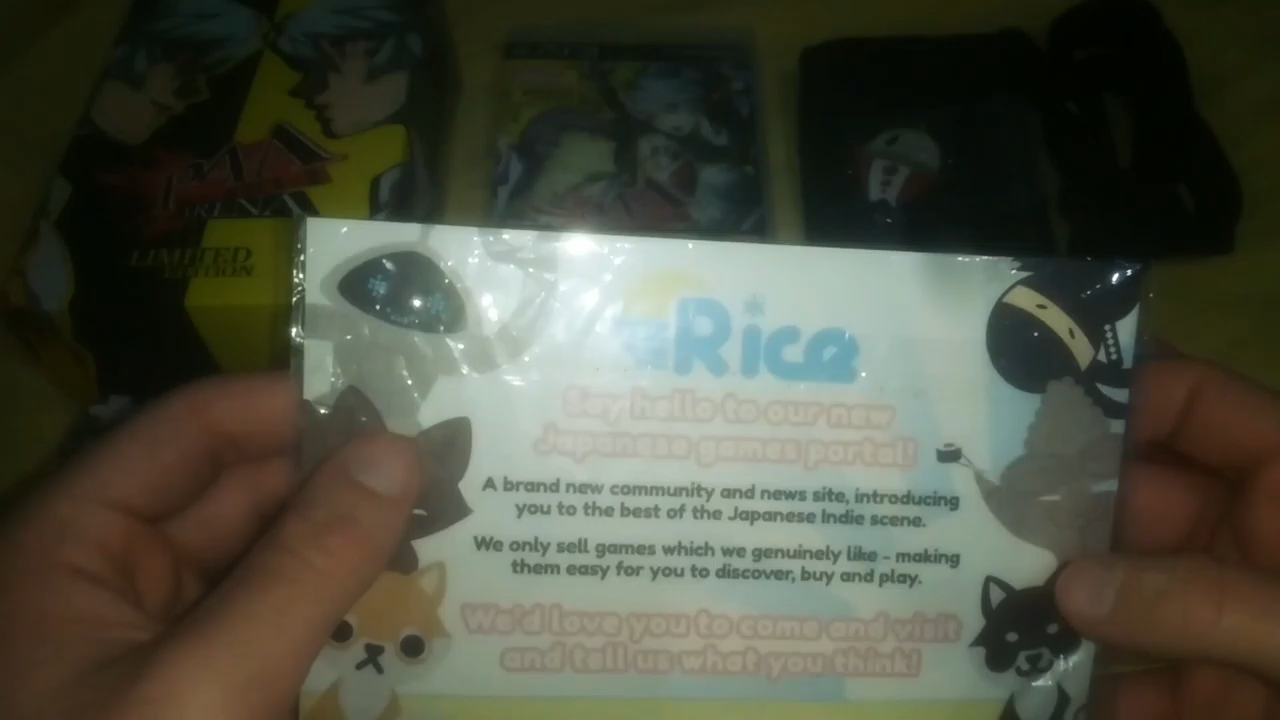 ARENA
LIMITED
EDITION
Rice
Say hello to our new
Japanese games portal!
A brand new community and news site, introducing
you to the best of the Japanese Indie scene.
We only sell games which we genuinely like - making
them easy for you to discover, buy and play.
We'd love you to come and visit
and tell us what you think!